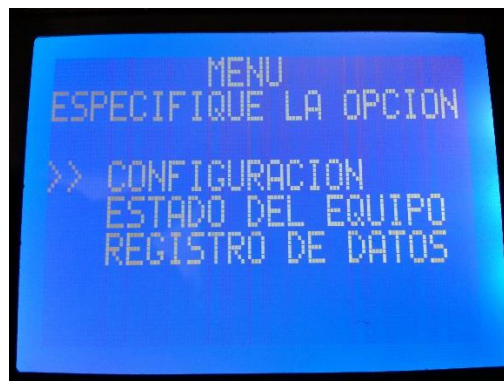 MENU
ESPECIFIQUE LA OPCION
>> CONFIGURACION
ESTADO DEL EQUIPO
REGISTRO DE DATOS